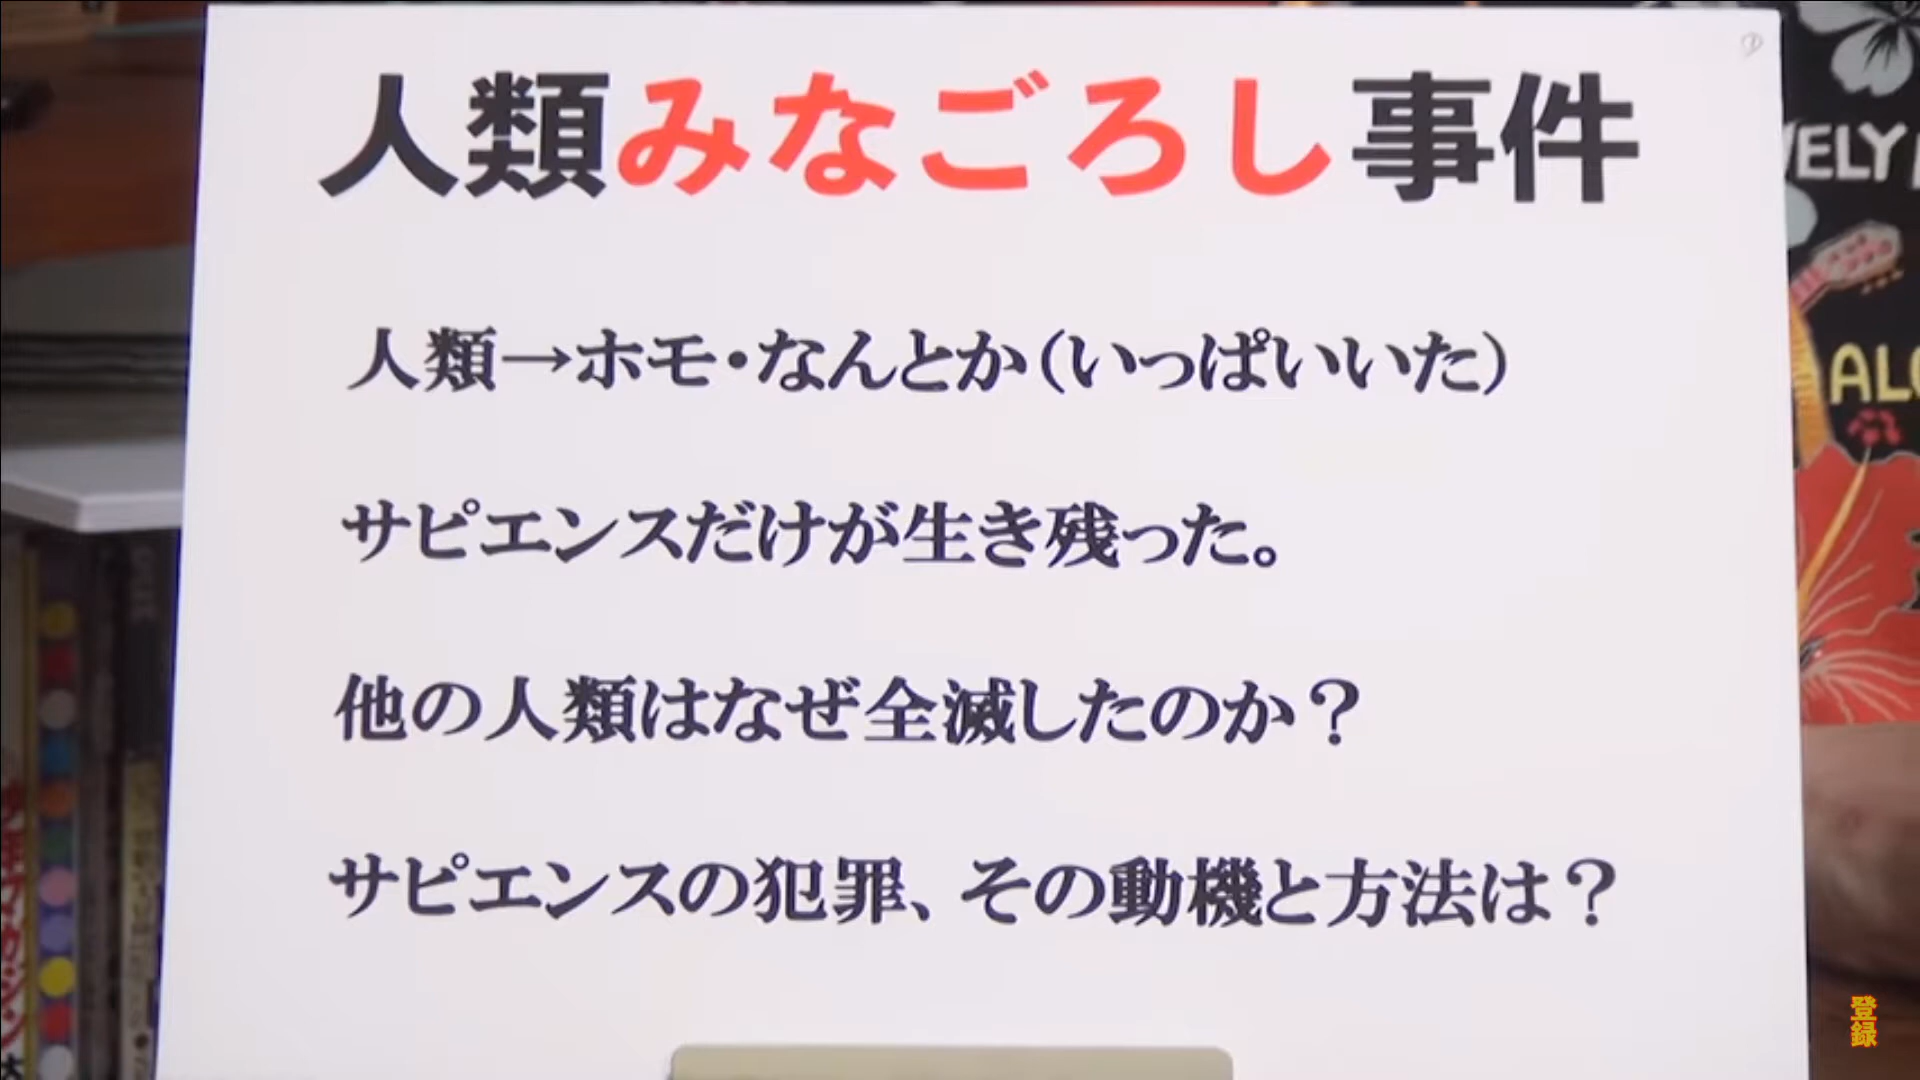 人類みなごろし事件
人類→ホモ・なんとか（いっぱいいた）
サピエンスだけが生き残った。
他の人類はなぜ全滅したのか？
サピエンスの犯罪、その動機と方法は？
VELY
ALO
登録